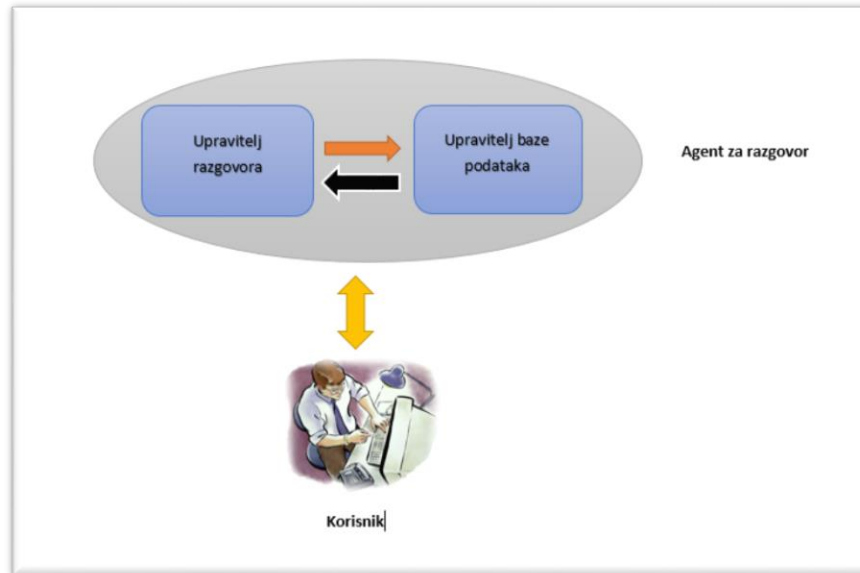 Upravitelj
razgovora
Upravitelj baze
podataka
Agent za razgovor
Korisnik